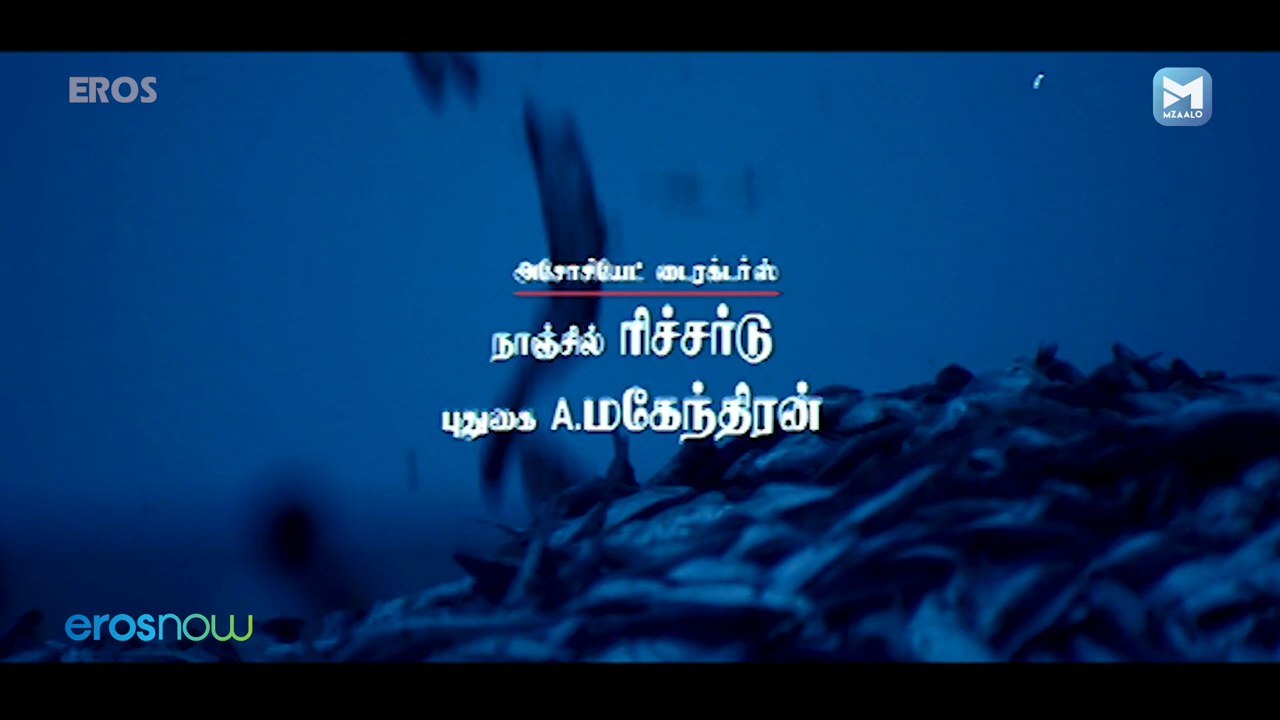 EROS
MZAALO
அசோசியேட் டைரக்டர்ஸ்
நாஞ்சில் ரிச்சர்டு
புதுகை A.மகேந்திரன்
erosnow